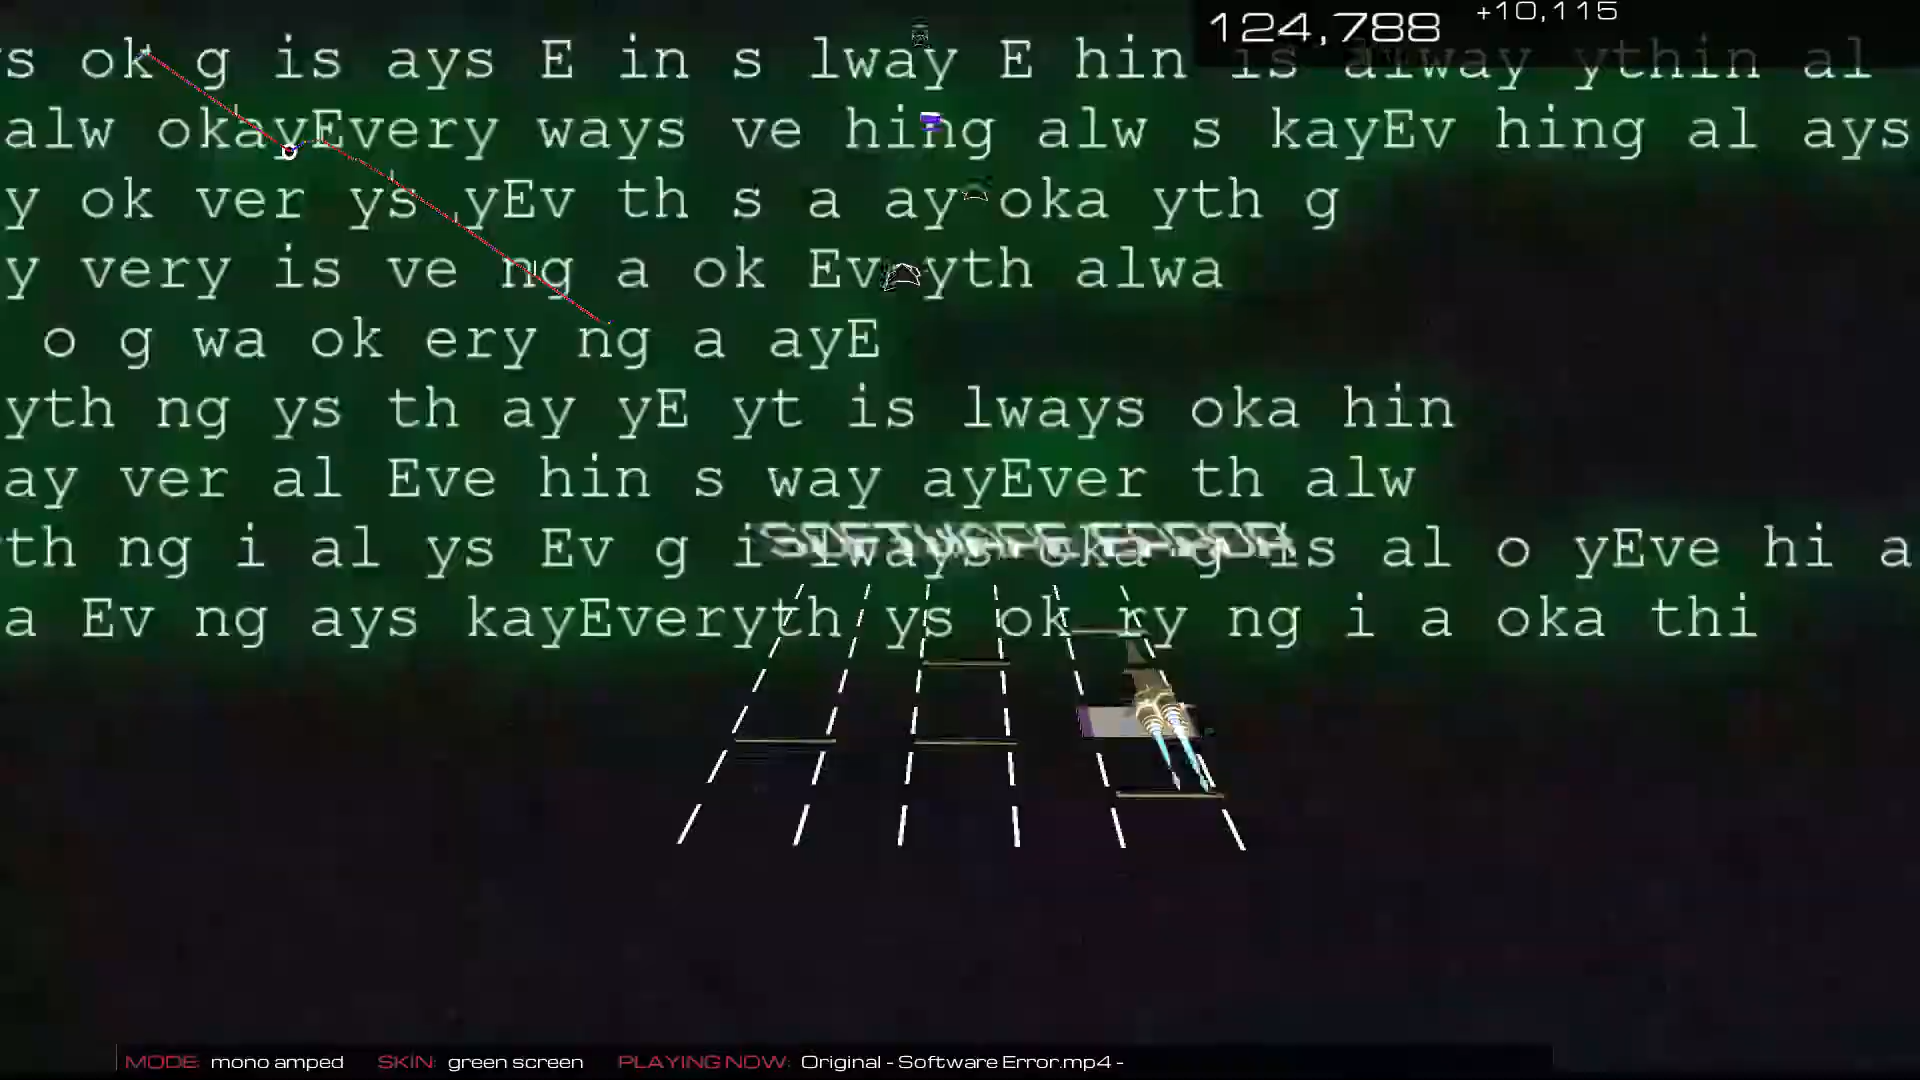 124,788 +10,115
s ok g is ays E in s lway E hin is alway ythin al
alw okayEvery ways ve hing alw s kayEv hing al ays
y ok ver ys yEv th s a ay oka yth g
y very is ve ng a ok Ev yth alwa
o g wa ok ery ng a ayE
yth ng ys th ay yE yt is lways oka hin
ay ver al Eve hin s way ayEver th alw
th ng i al ys Ev g i lways oka g is al o yEve hi a
SOFTWARE ERROR
a Ev ng ays kayEveryth ys ok ry ng i a oka thi
MODE: mono amped SKIN: green screen PLAYING NOW: Original - Software Error.mp4 -